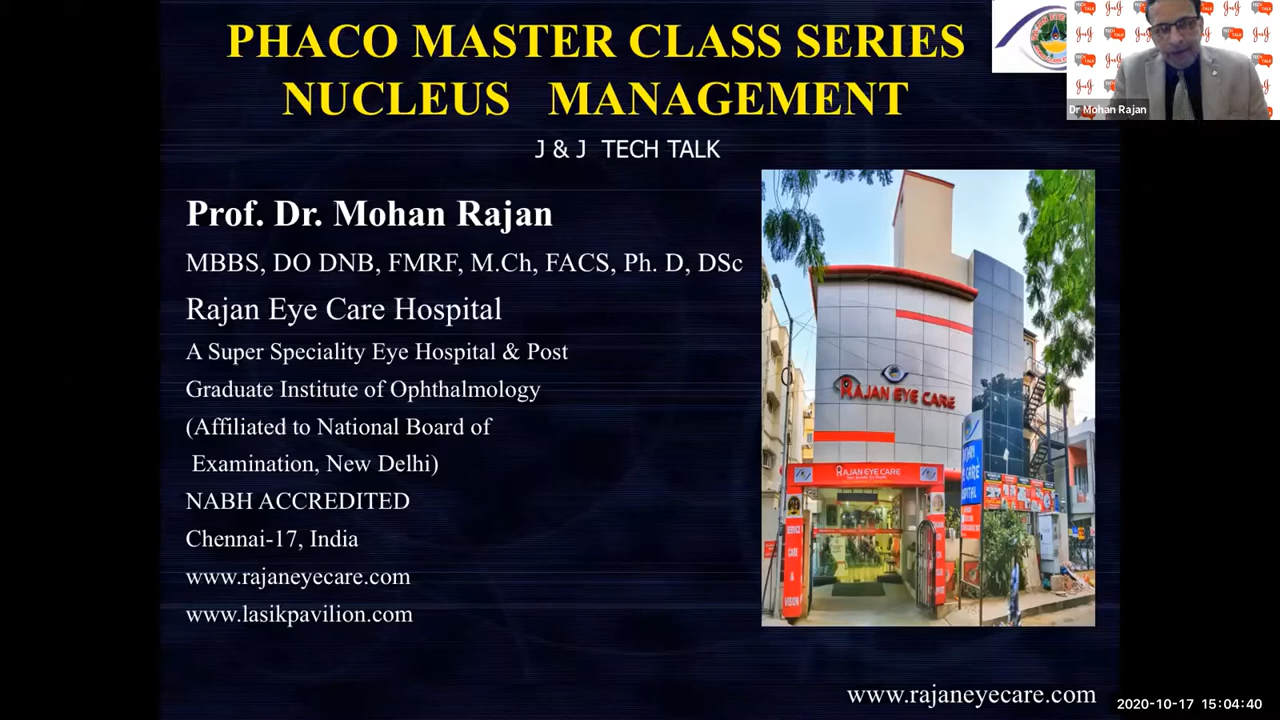 PHACO MASTER CLASS SERIES
NUCLEUS MANAGEMENT
J & J TECH TALK
Dr Mohan Rajan
Prof. Dr. Mohan Rajan
MBBS, DO DNB, FMRF, M.Ch, FACS, Ph. D, DSc
Rajan Eye Care Hospital
A Super Speciality Eye Hospital & Post
Graduate Institute of Ophthalmology
(Affiliated to National Board of
Examination, New Delhi)
NABH ACCREDITED
Chennai-17, India
www.rajaneyecare.com
www.lasikpavilion.com
RAJAN EYE CARE
RAJAN EYE CARE
SERVICE
CARE
&
VISION
www.rajaneyecare.com
2020-10-17 15:04:40